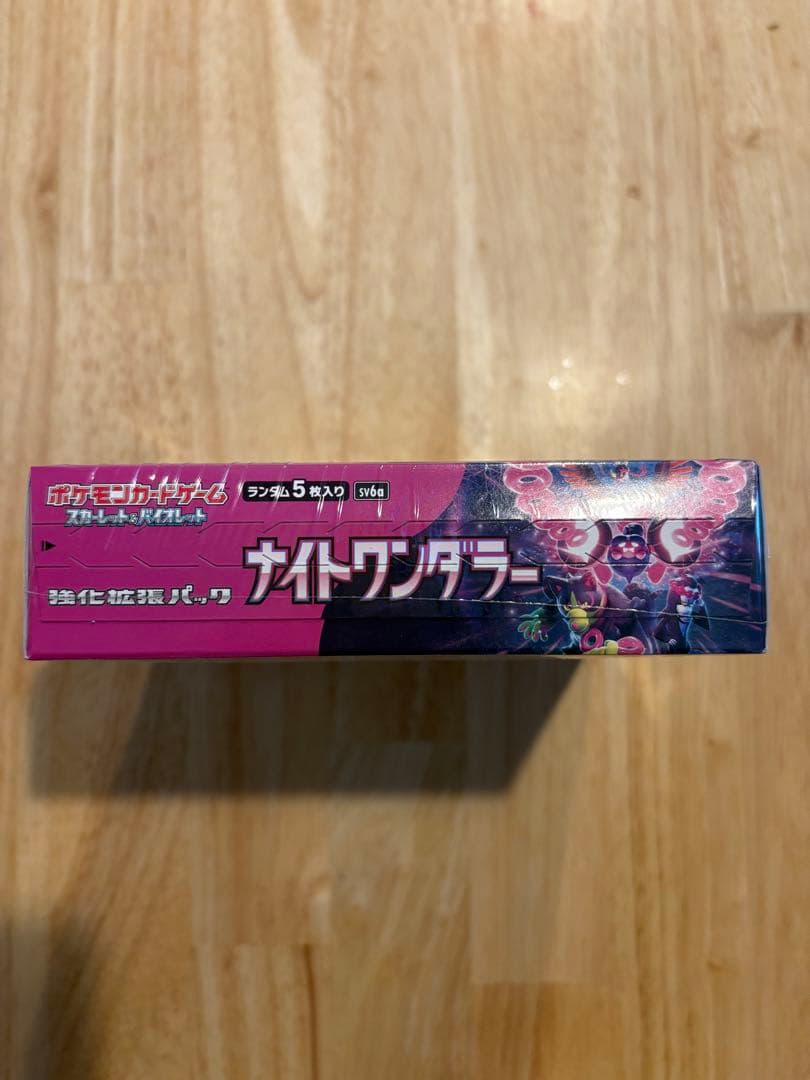 ポケモンカードゲーム
スカーレット&バイオレット
ランダム5枚入り SV6a
ナイトワンダラー
強化拡張パック